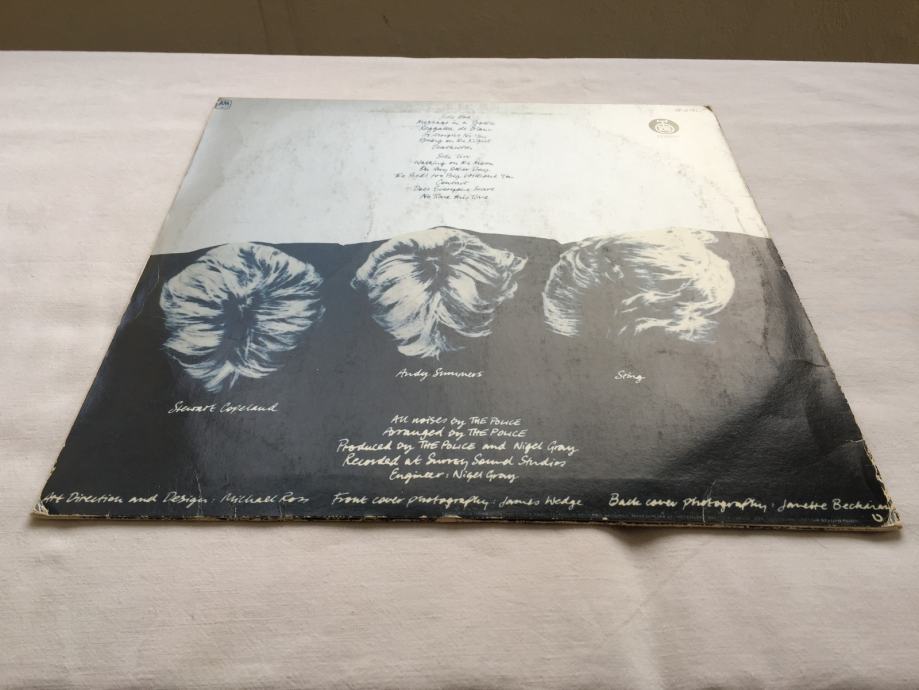 A&M
Side One
Message in a Bottle
Reggatta de Blanc
It's Alright For You
Bring on the Night
Deathwish
Side Two
Walking on the Moon
On Any Other Day
The Bed's too Big Without You
Contact
Does Everyone Stare
No Time This Time
Stewart Copeland
Andy Summers
Sting
All noises by THE POLICE
Arranged by THE POLICE
Produced by THE POLICE and Nigel Gray
Recorded at Surrey Sound Studios
Engineer: Nigel Gray
Art Direction and Design: Michael Ross Front cover photography: James Wedge Back cover photography: Janette Beckman